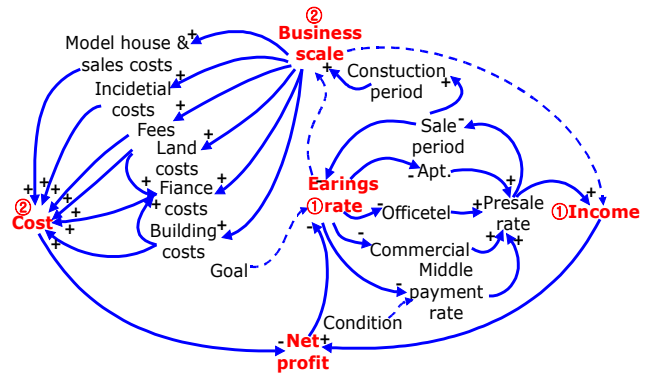 ②
Business
scale
Model house &
sales costs
Incidetial
costs
Fees
Land
costs
Fiance
costs
Building
costs
Goal
②
Cost
Constuction
period
Sale
period
Apt.
Earings
①rate
Officetel
Presale
rate
①Income
Commercial
Middle
payment
rate
Condition
Net
profit